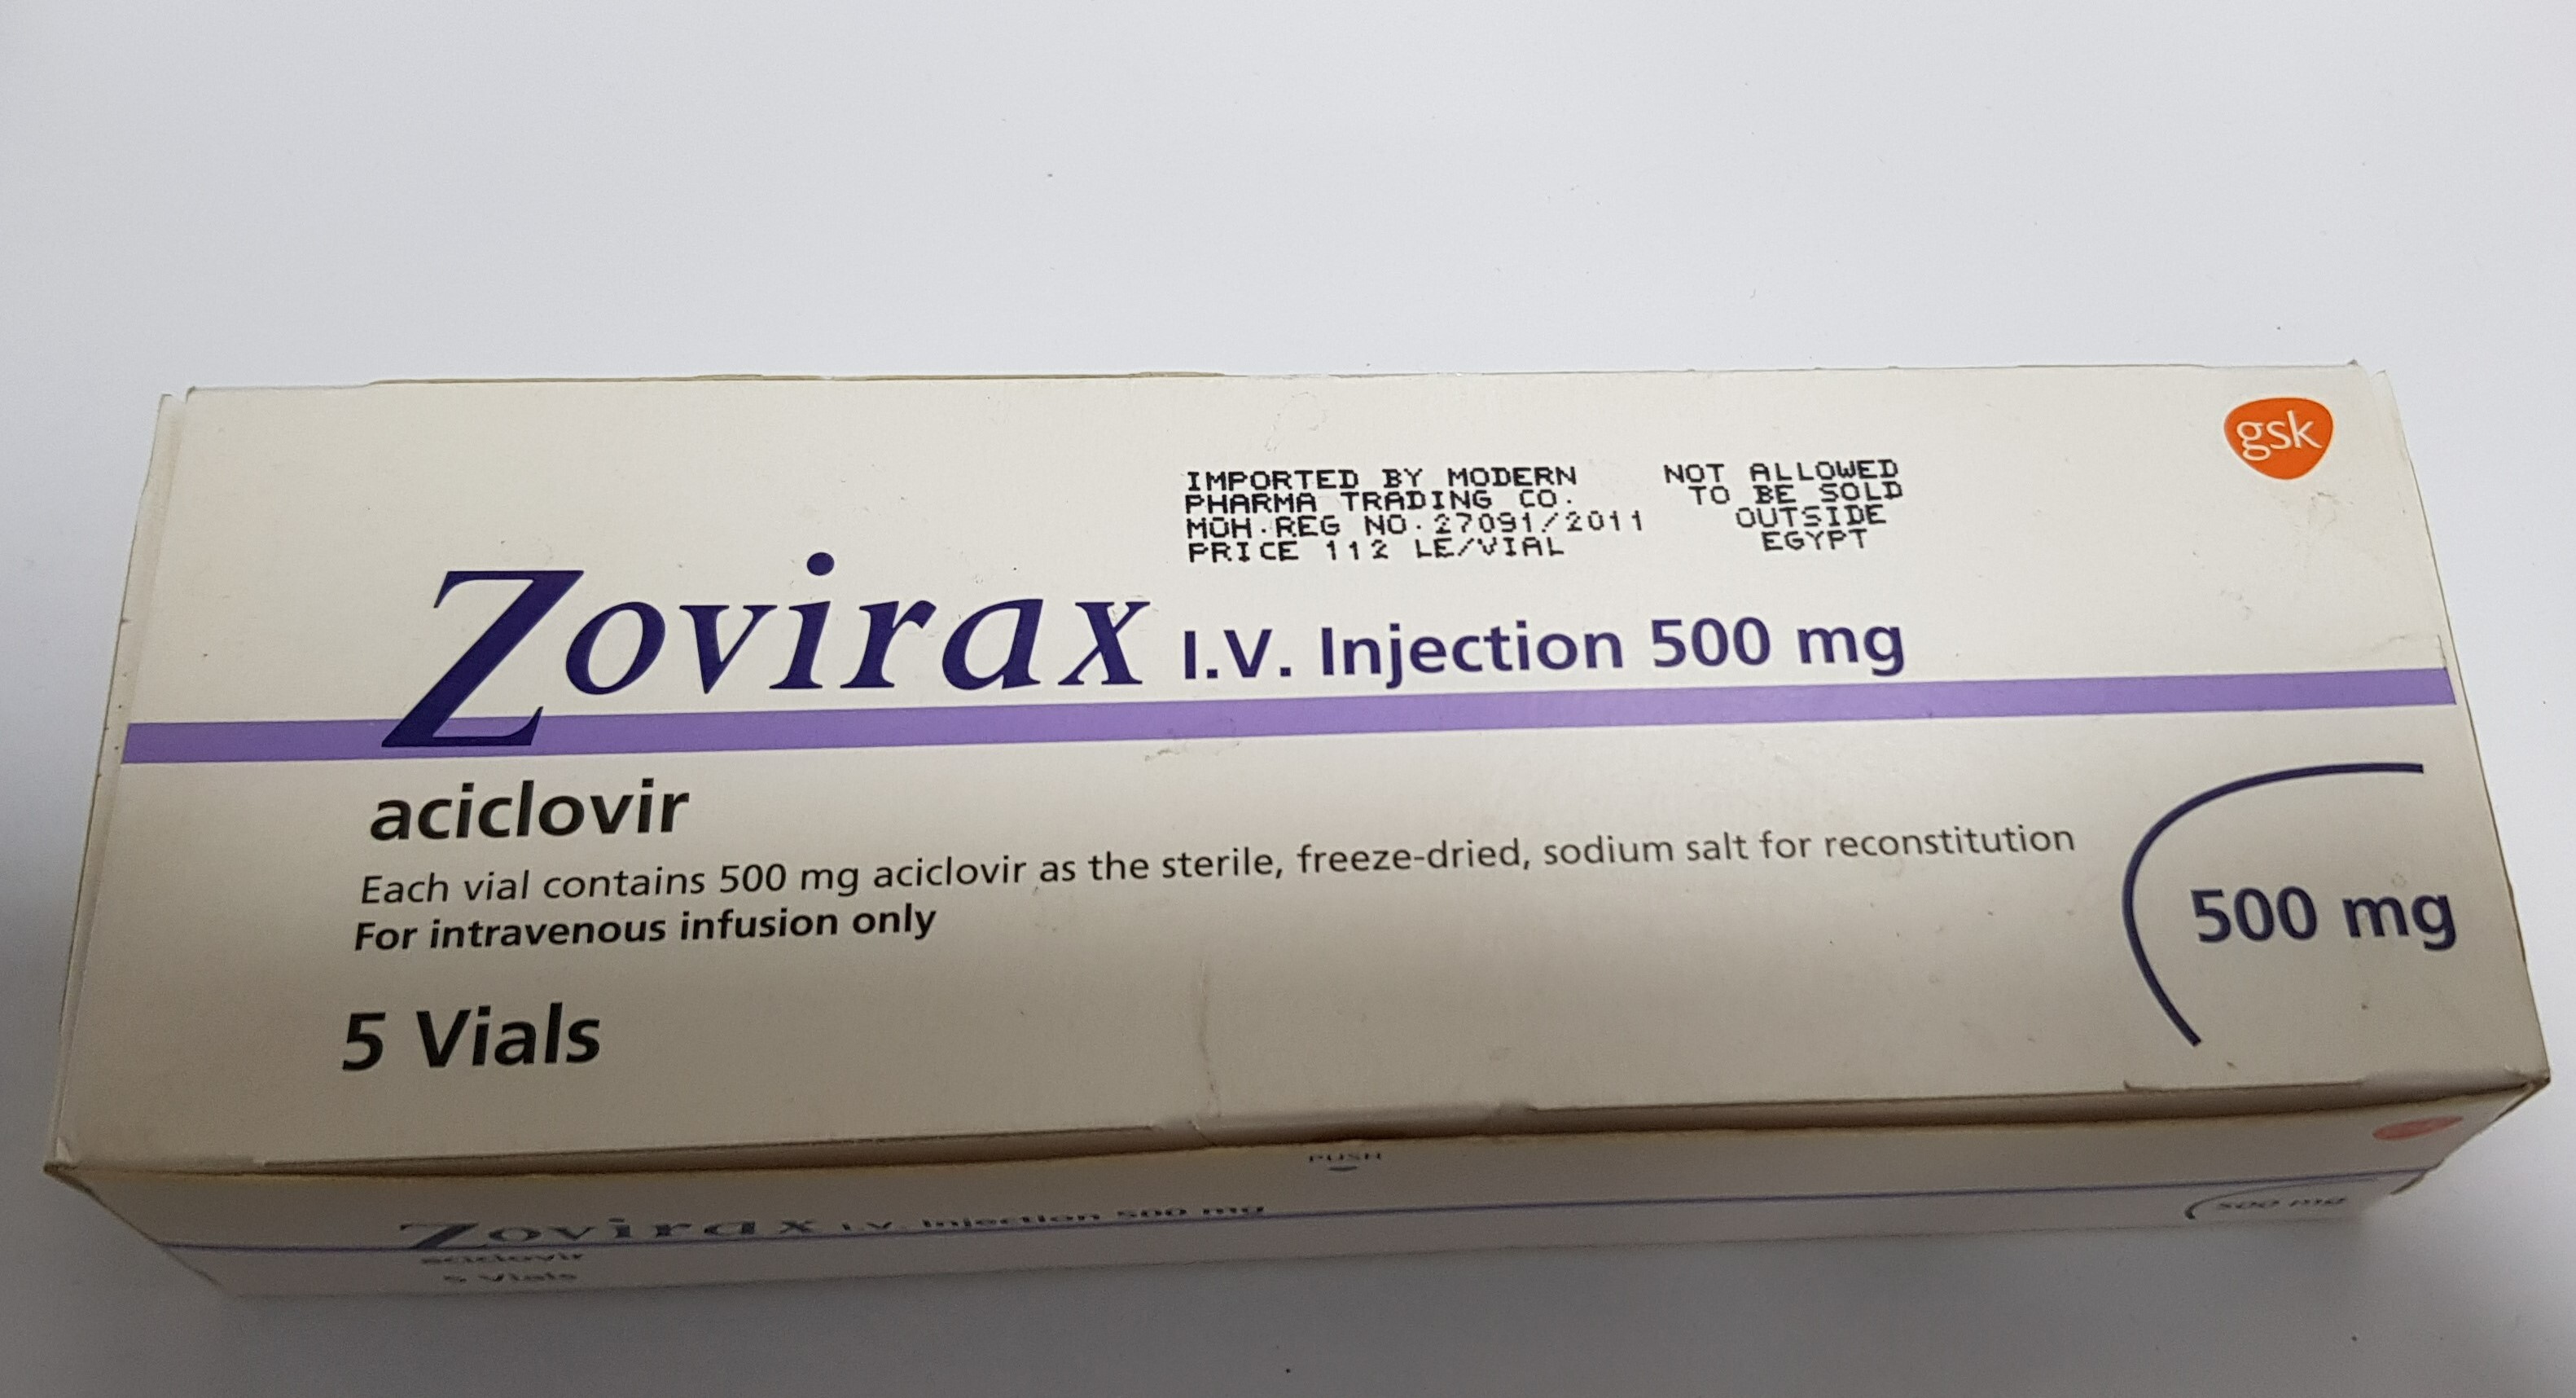 gsk
IMPORTED BY MODERN
PHARMA TRADING CO.
MOH.REG NO.27091/2011
PRICE 112 LE/VIAL
NOT ALLOWED
TO BE SOLD
OUTSIDE
EGYPT
Zovirax I.V. Injection 500 mg
aciclovir
Each vial contains 500 mg aciclovir as the sterile, freeze-dried, sodium salt for reconstitution
For intravenous infusion only
500 mg
5 Vials
PUSH
Zovirax I.V. Injection 500 mg
500 mg
aciclovir
5 Vials